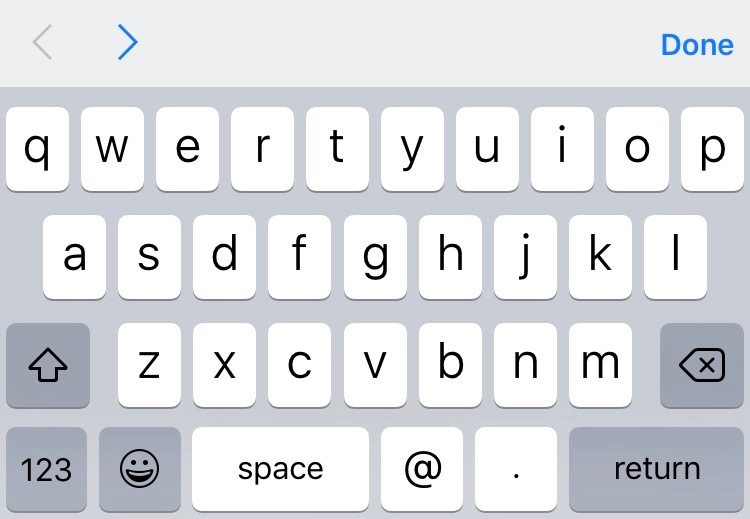 Done
q w e r t y u i o p
a s d f g h j k l
z x c v b n m
123 space @ . return